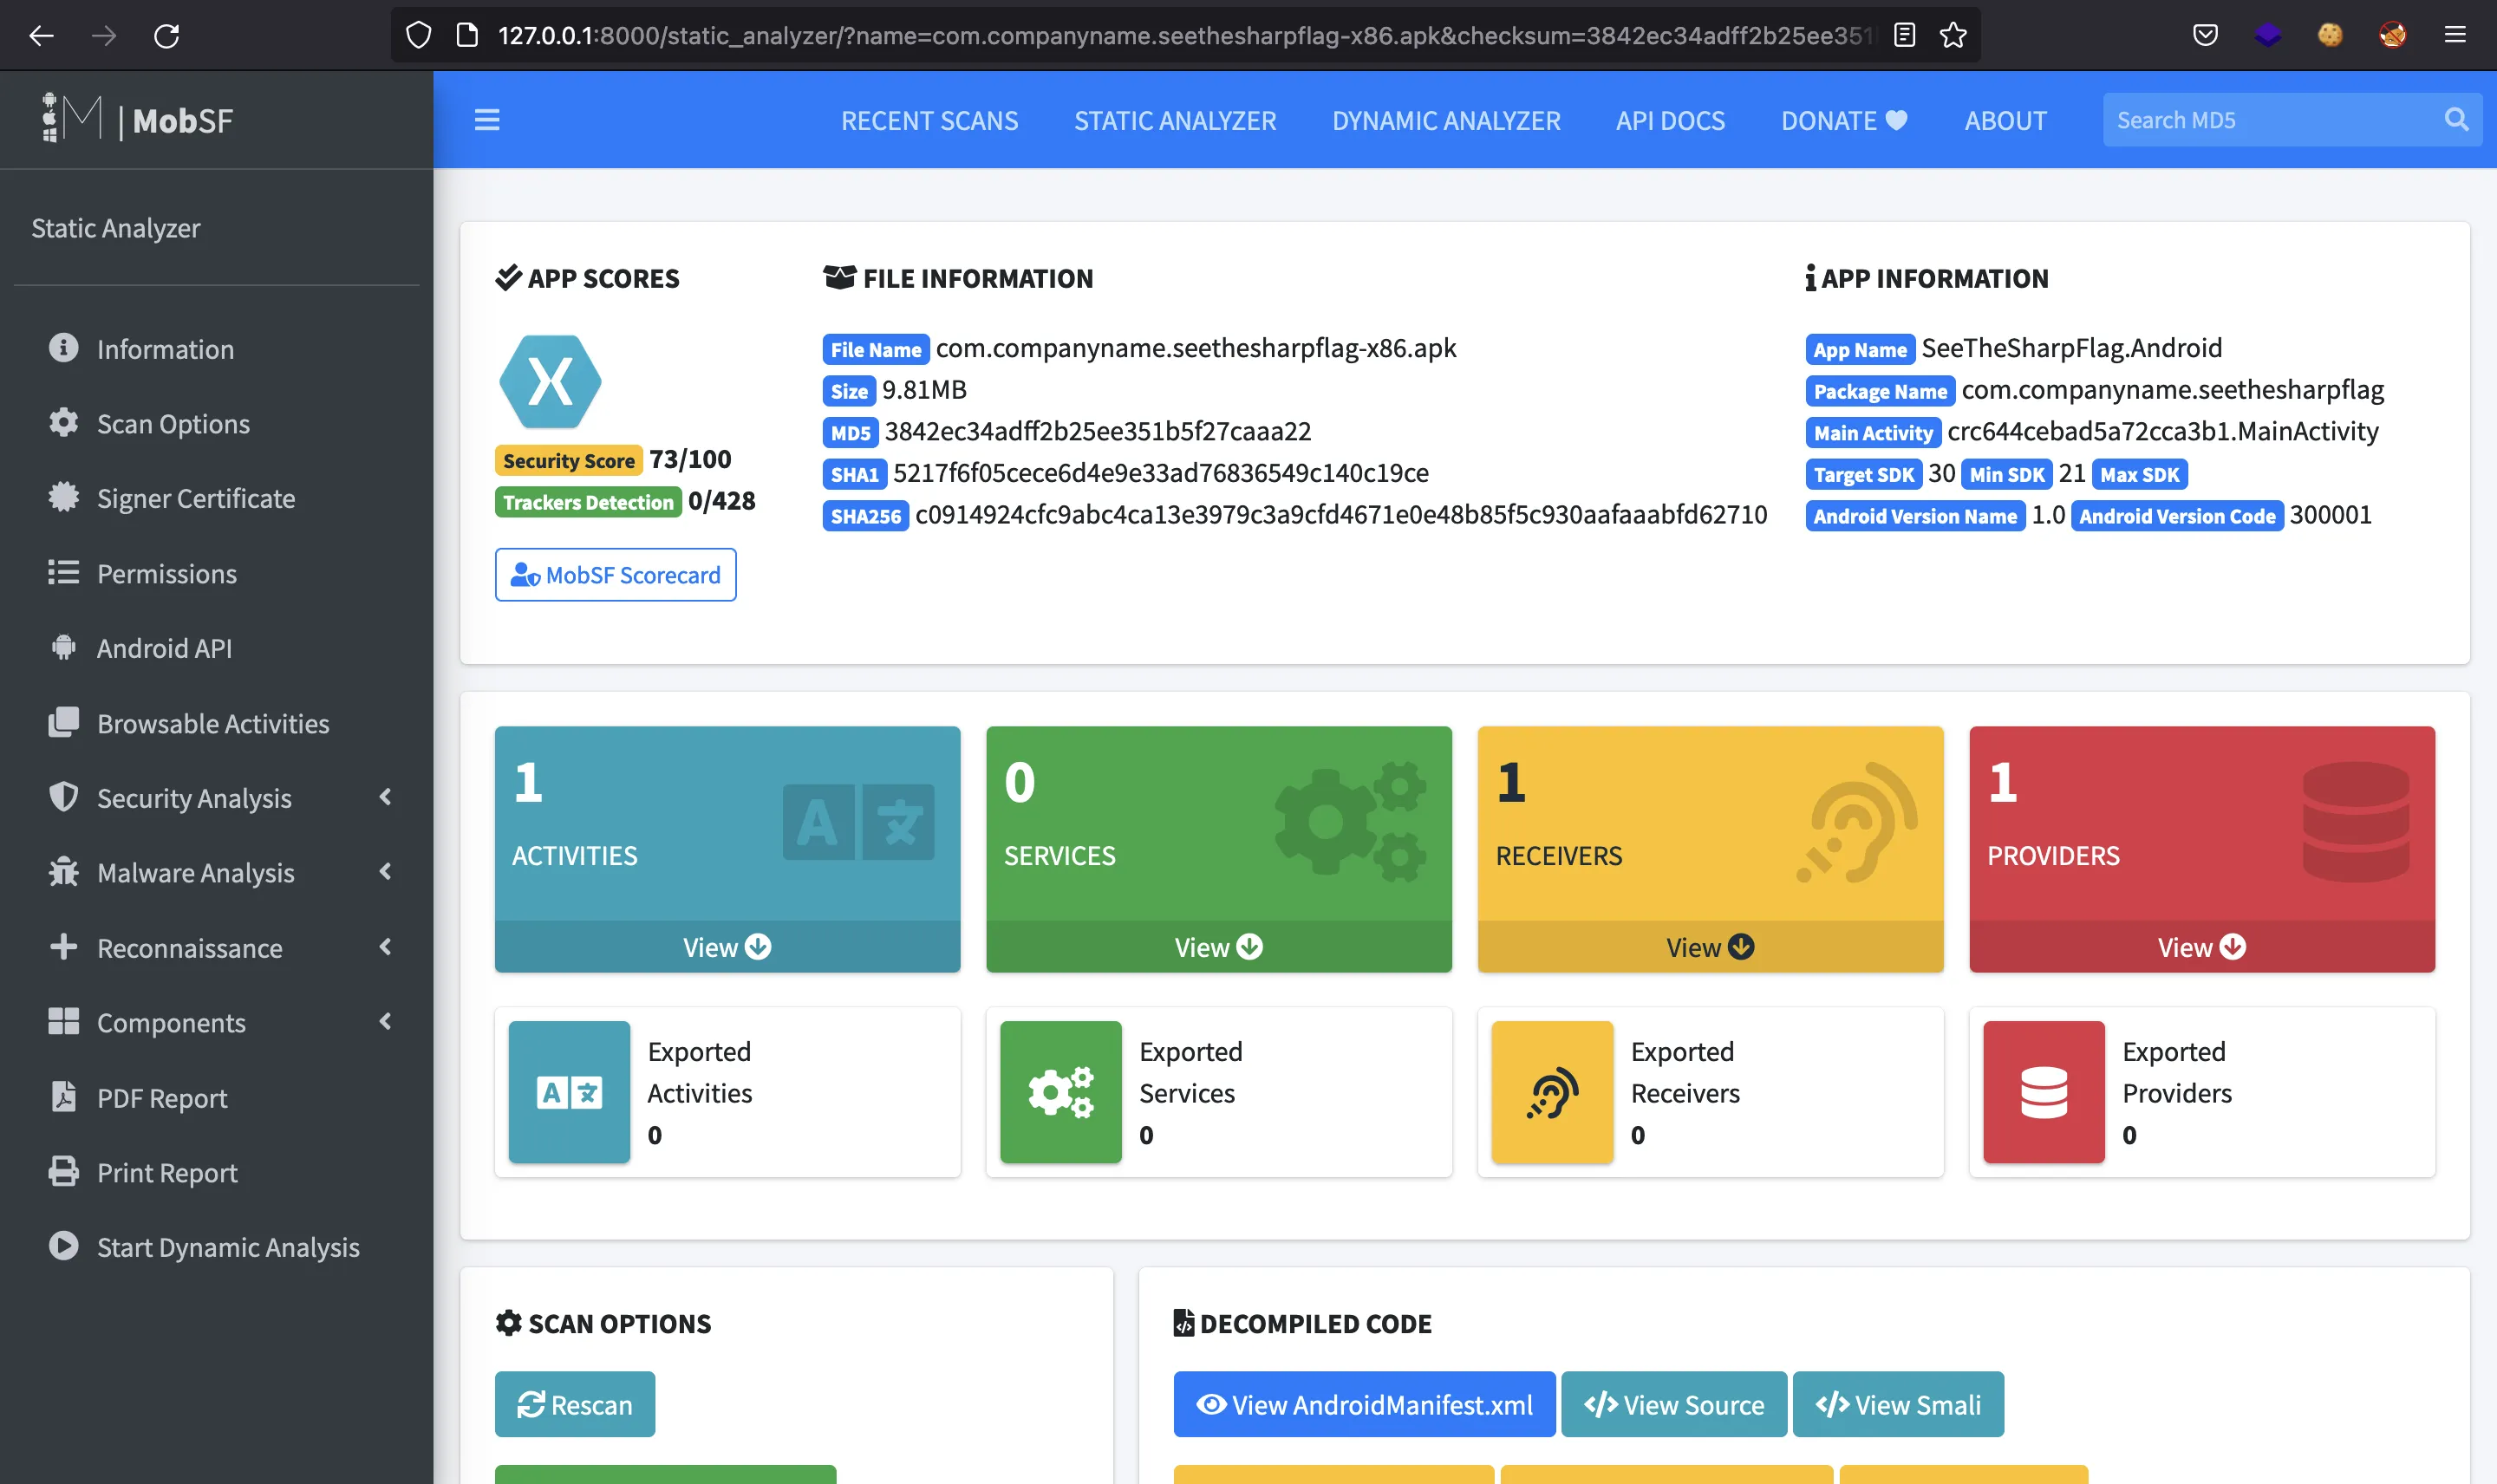 127.0.0.1:8000/static_analyzer/?name=com.companyname.seethesharpflag-x86.apk&checksum=3842ec34adff2b25ee351
M | MobSF
RECENT SCANS
STATIC ANALYZER
DYNAMIC ANALYZER
API DOCS
DONATE
ABOUT
Search MD5
Static Analyzer
Information
Scan Options
Signer Certificate
Permissions
Android API
Browsable Activities
Security Analysis
Malware Analysis
Reconnaissance
Components
PDF Report
Print Report
Start Dynamic Analysis
APP SCORES
X
Security Score 73/100
Trackers Detection 0/428
MobSF Scorecard
FILE INFORMATION
File Name com.companyname.seethesharpflag-x86.apk
Size 9.81MB
MD5 3842ec34adff2b25ee351b5f27caaa22
SHA1 5217f6f05cece6d4e9e33ad76836549c140c19ce
SHA256 c0914924cfc9abc4ca13e3979c3a9cfd4671e0e48b85f5c930aafaaabfd62710
APP INFORMATION
App Name SeeTheSharpFlag.Android
Package Name com.companyname.seethesharpflag
Main Activity crc644cebad5a72cca3b1.MainActivity
Target SDK 30 Min SDK 21 Max SDK
Android Version Name 1.0 Android Version Code 300001
1
ACTIVITIES
A 文
View
0
SERVICES
View
1
RECEIVERS
View
1
PROVIDERS
View
A 文
Exported
Activities
0
Exported
Services
0
Exported
Receivers
0
Exported
Providers
0
SCAN OPTIONS
Rescan
DECOMPILED CODE
View AndroidManifest.xml
</> View Source
</> View Smali